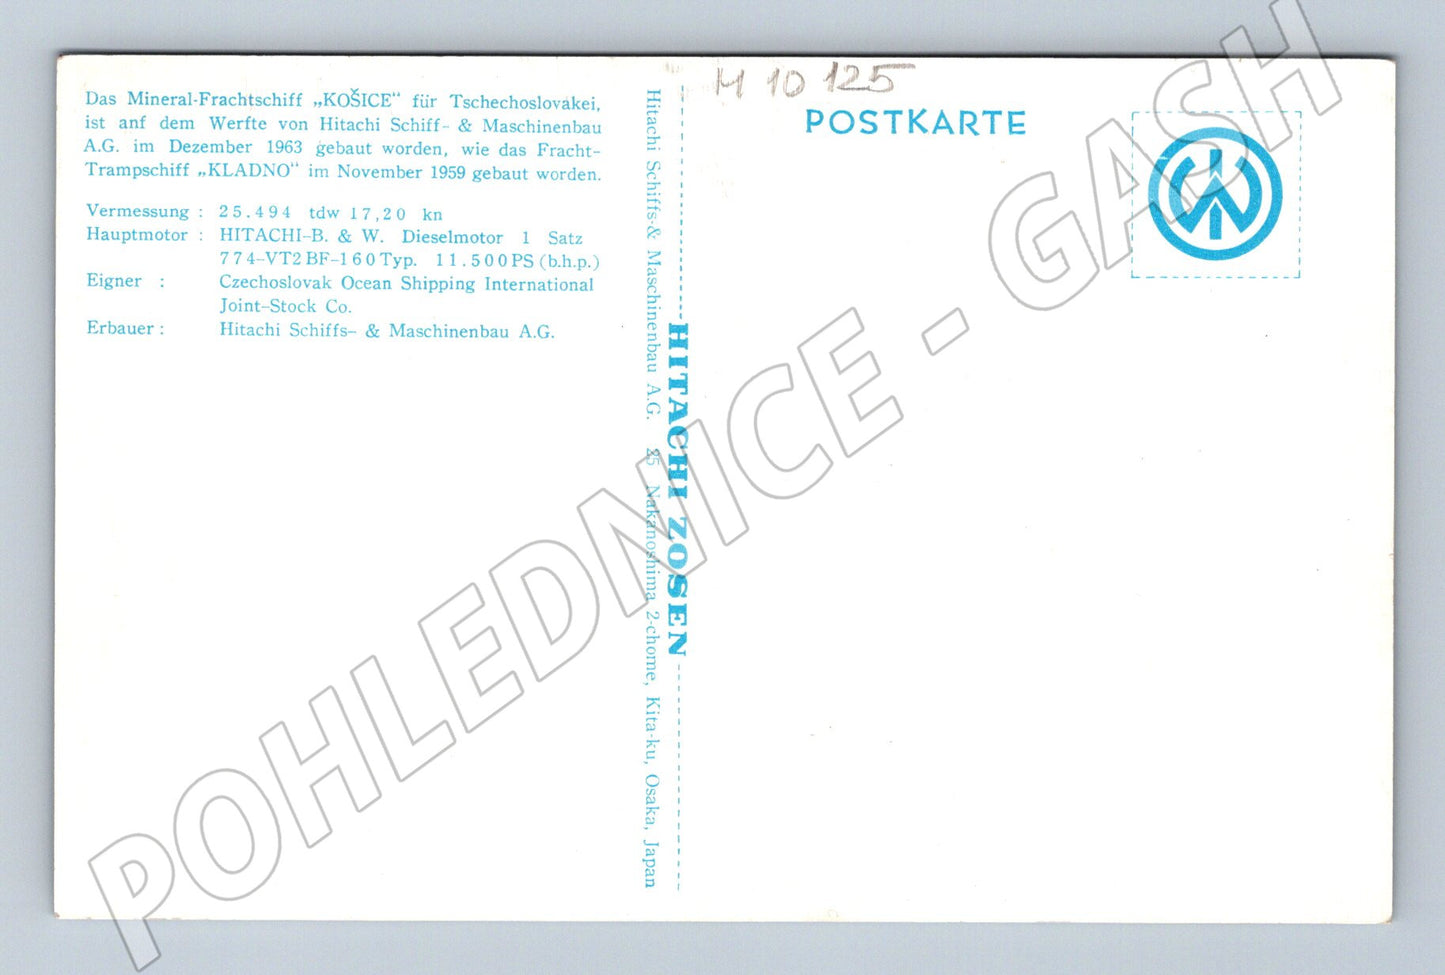 Das Mineral-Frachtschiff „KOŠICE“ für Tschechoslovakei,
ist auf dem Werfte von Hitachi Schiff- & Maschinenbau
A.G. im Dezember 1963 gebaut worden, wie das Fracht-
Trampschiff „KLADNO“ im November 1959 gebaut worden.
Vermessung : 25.494 tdw 17,20 kn
Hauptmotor : HITACHI-B. & W. Dieselmotor 1 Satz
774-VT2BF-160Typ. 11.500PS (b.h.p.)
Eigner : Czechoslovak Ocean Shipping International
Joint-Stock Co.
Erbauer : Hitachi Schiffs- & Maschinenbau A.G.
Hitachi Schiffs-& Maschinenbau A.G. 25 Nakanoshima 2-chome, Kita-ku, Osaka, Japan
HITACHI ZOSEN
M 10 125
POSTKARTE
POHLEDNICE - GASH